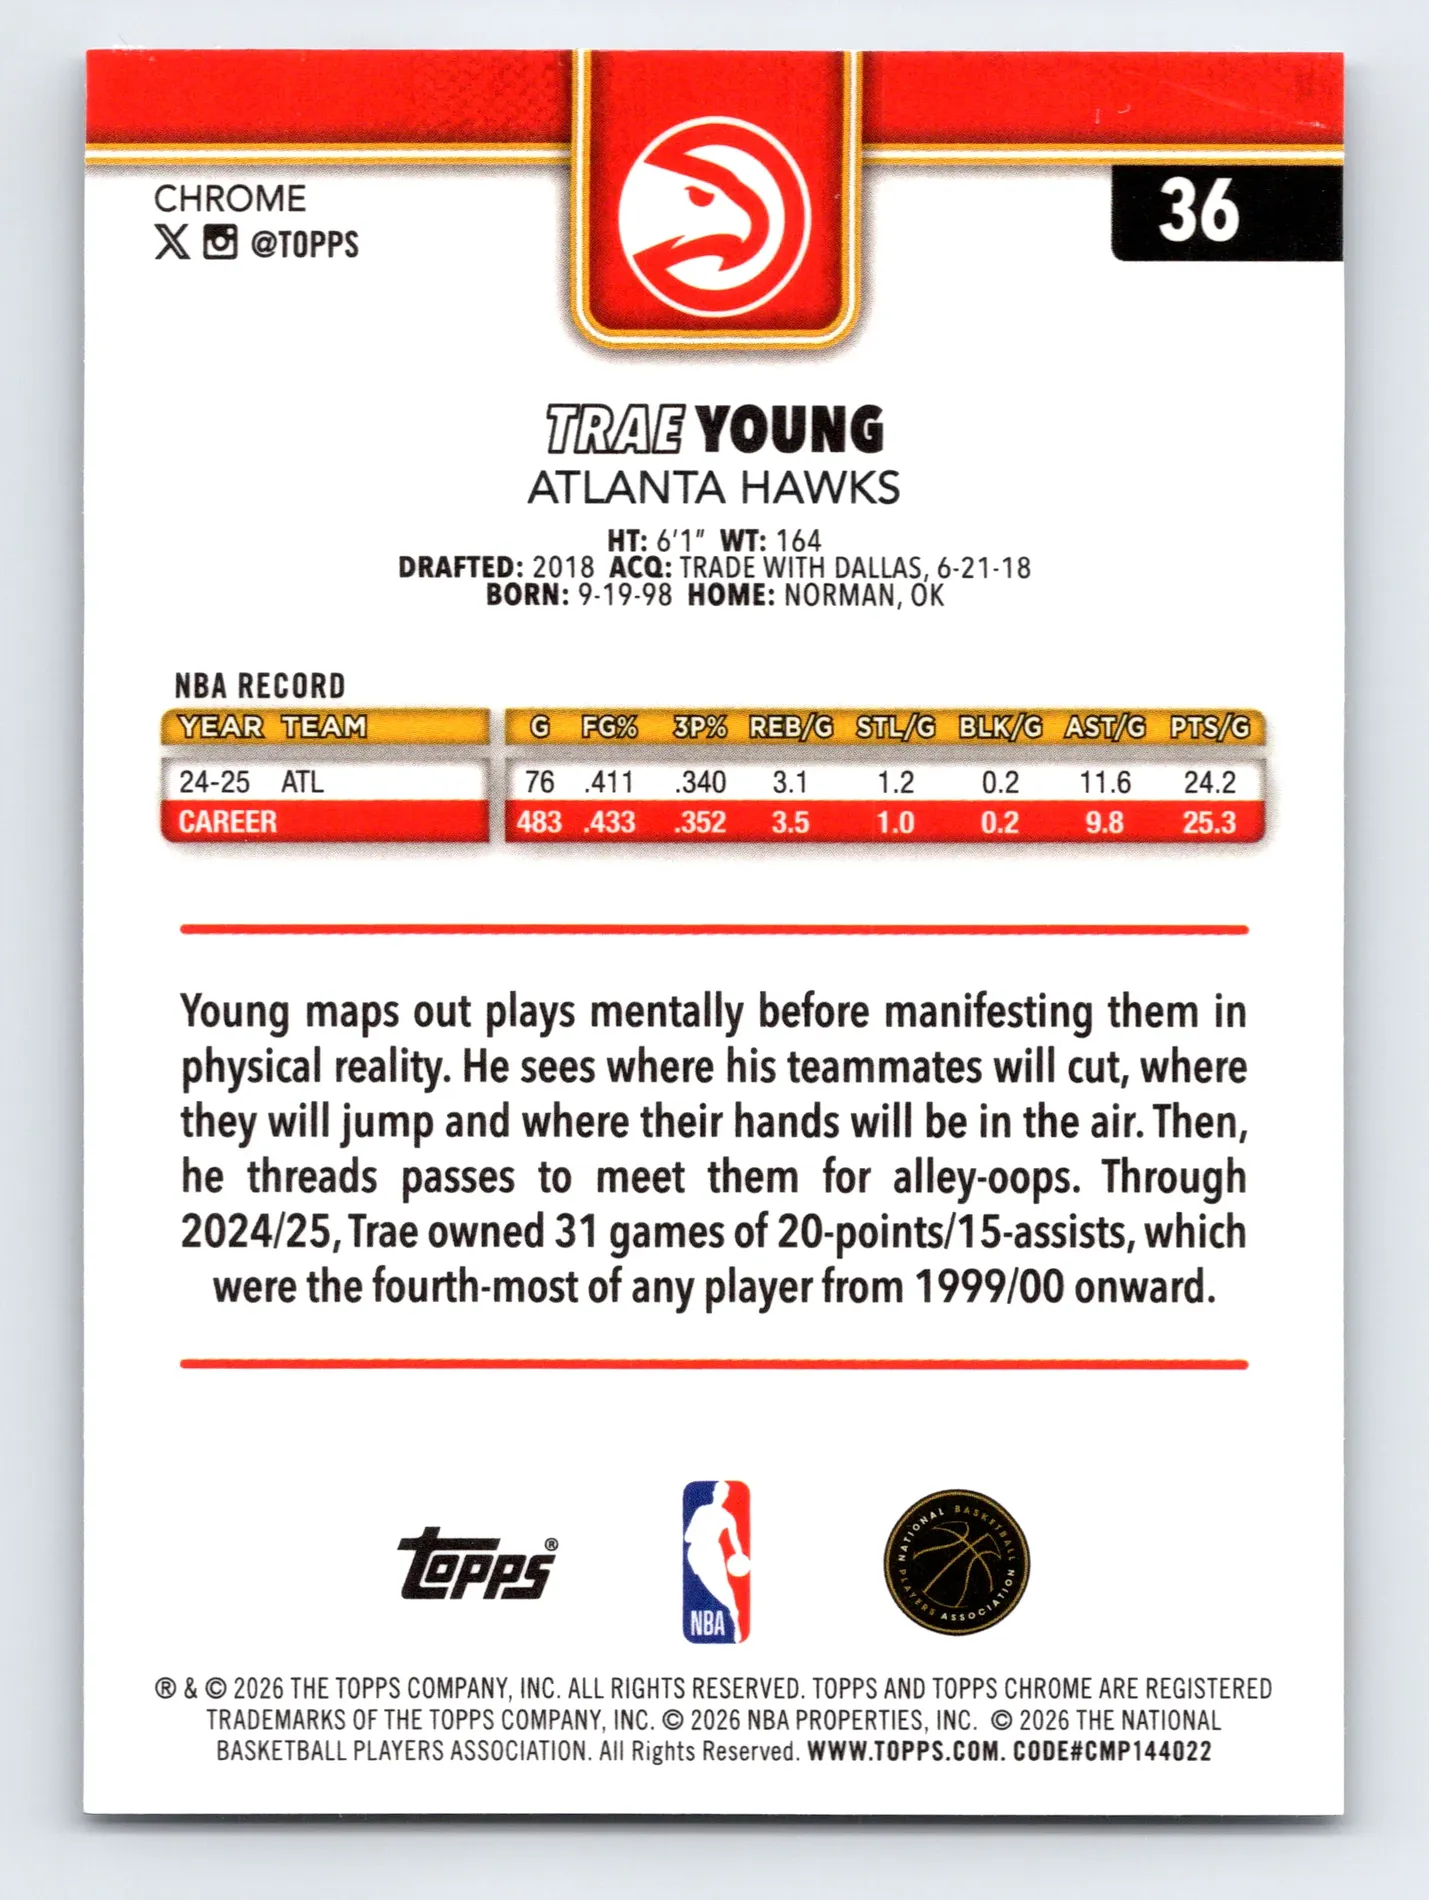 CHROME
36
X @TOPPS
TRAE YOUNG
ATLANTA HAWKS
HT: 6'1" WT: 164
DRAFTED: 2018 ACQ: TRADE WITH DALLAS, 6-21-18
BORN: 9-19-98 HOME: NORMAN, OK
NBA RECORD
YEAR TEAM G FG% 3P% REB/G STL/G BLK/G AST/G PTS/G
24-25 ATL 76 .411 .340 3.1 1.2 0.2 11.6 24.2
CAREER 483 .433 .352 3.5 1.0 0.2 9.8 25.3
Young maps out plays mentally before manifesting them in
physical reality. He sees where his teammates will cut, where
they will jump and where their hands will be in the air. Then,
he threads passes to meet them for alley-oops. Through
2024/25, Trae owned 31 games of 20-points/15-assists, which
were the fourth-most of any player from 1999/00 onward.
Topps®
NBA
NATIONAL BASKETBALL PLAYERS ASSOCIATION
® & © 2026 THE TOPPS COMPANY, INC. ALL RIGHTS RESERVED. TOPPS AND TOPPS CHROME ARE REGISTERED
TRADEMARKS OF THE TOPPS COMPANY, INC. © 2026 NBA PROPERTIES, INC. © 2026 THE NATIONAL
BASKETBALL PLAYERS ASSOCIATION. All Rights Reserved. WWW.TOPPS.COM. CODE#CMP144022